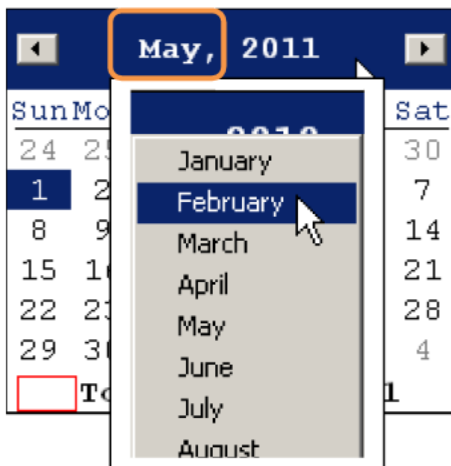 May, 2011
Sun Sat
24 30
January
1 7
February
8 14
March
15 21
April
22 28
May
29 4
June
July
August